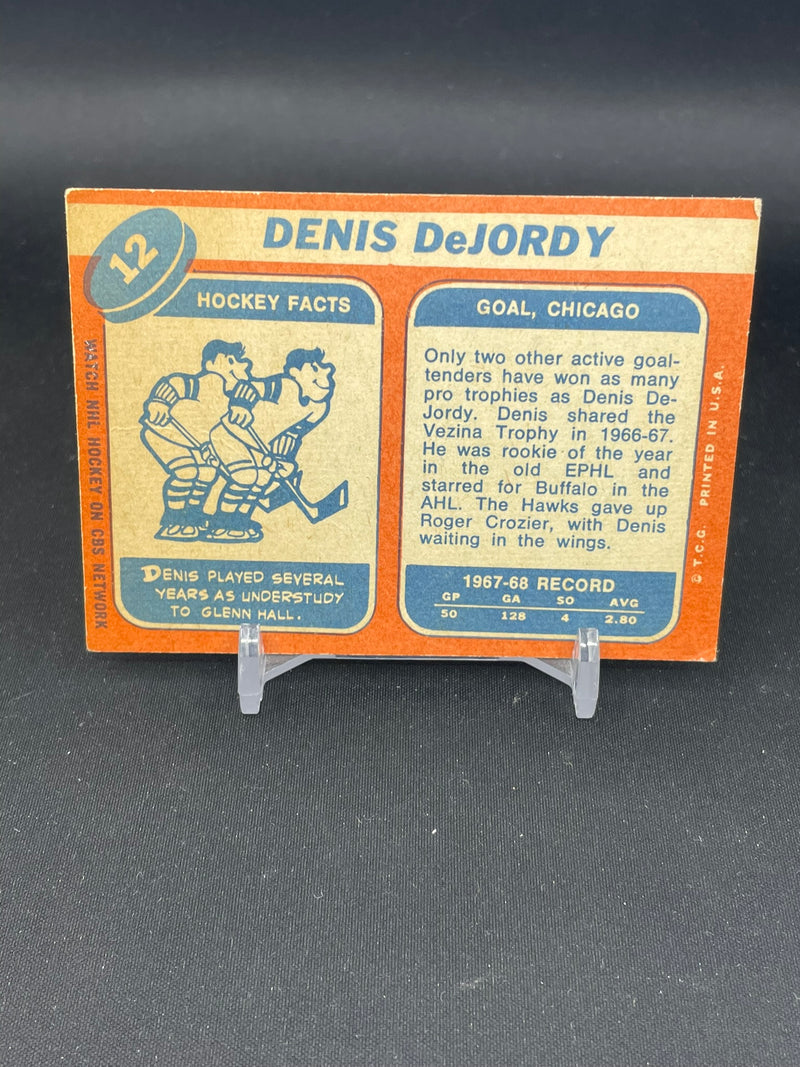 12
DENIS DeJORDY
HOCKEY FACTS
DENIS PLAYED SEVERAL
YEARS AS UNDERSTUDY
TO GLENN HALL.
WATCH NHL HOCKEY ON CBS NETWORK
GOAL, CHICAGO
Only two other active goal-
tenders have won as many
pro trophies as Denis De-
Jordy. Denis shared the
Vezina Trophy in 1966-67.
He was rookie of the year
in the old EPHL and
starred for Buffalo in the
AHL. The Hawks gave up
Roger Crozier, with Denis
waiting in the wings.
1967-68 RECORD
GP GA SO AVG
50 128 4 2.80
© T.C.G. PRINTED IN U.S.A.